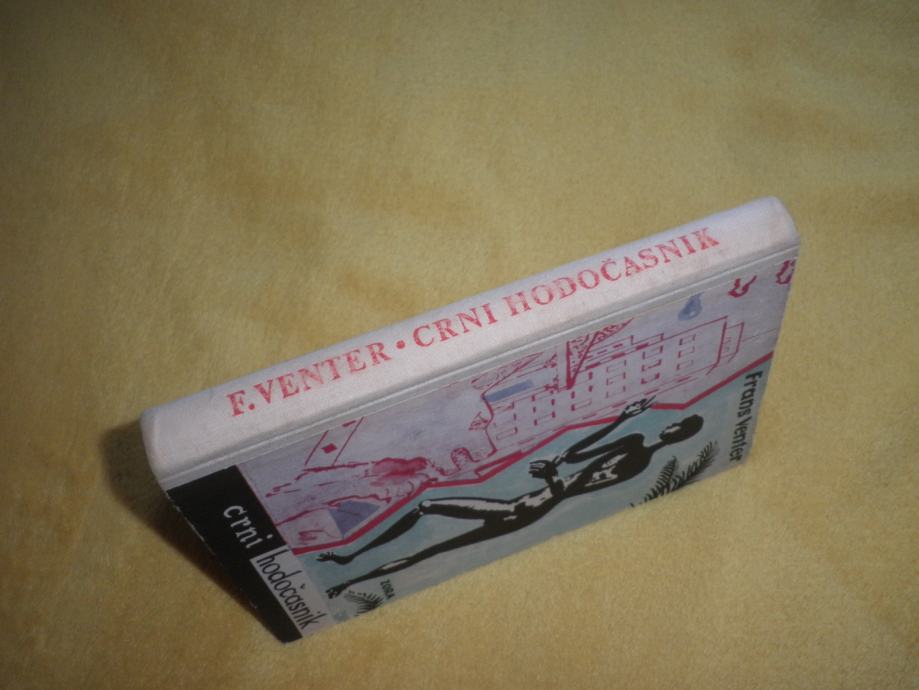 F. VENTER • CRNI HODOČASNIK
Frans Venter
crni hodočasnik
ZORA